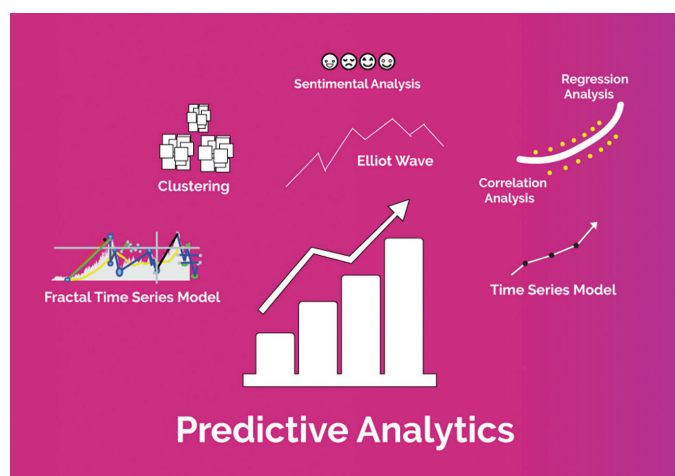 Sentimental Analysis
Regression
Analysis
Elliot Wave
Clustering
Correlation
Analysis
Fractal Time Series Model
Time Series Model
Predictive Analytics